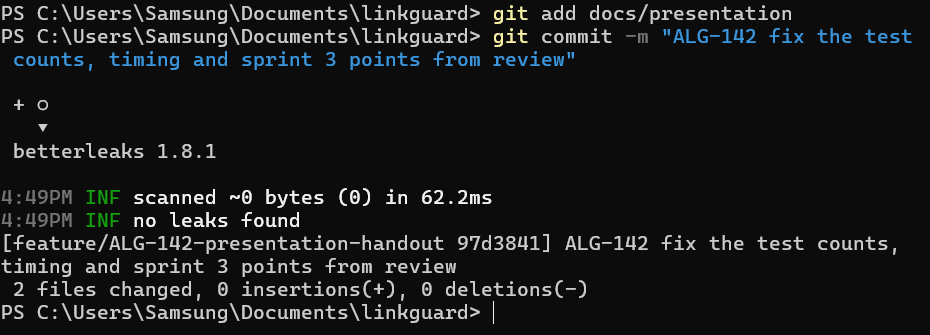 PS C:\Users\Samsung\Documents\linkguard> git add docs/presentation
PS C:\Users\Samsung\Documents\linkguard> git commit -m "ALG-142 fix the test
counts, timing and sprint 3 points from review"
+ ○
▼
betterleaks 1.8.1
4:49PM INF scanned ~0 bytes (0) in 62.2ms
4:49PM INF no leaks found
[feature/ALG-142-presentation-handout 97d3841] ALG-142 fix the test counts,
timing and sprint 3 points from review
2 files changed, 0 insertions(+), 0 deletions(-)
PS C:\Users\Samsung\Documents\linkguard>